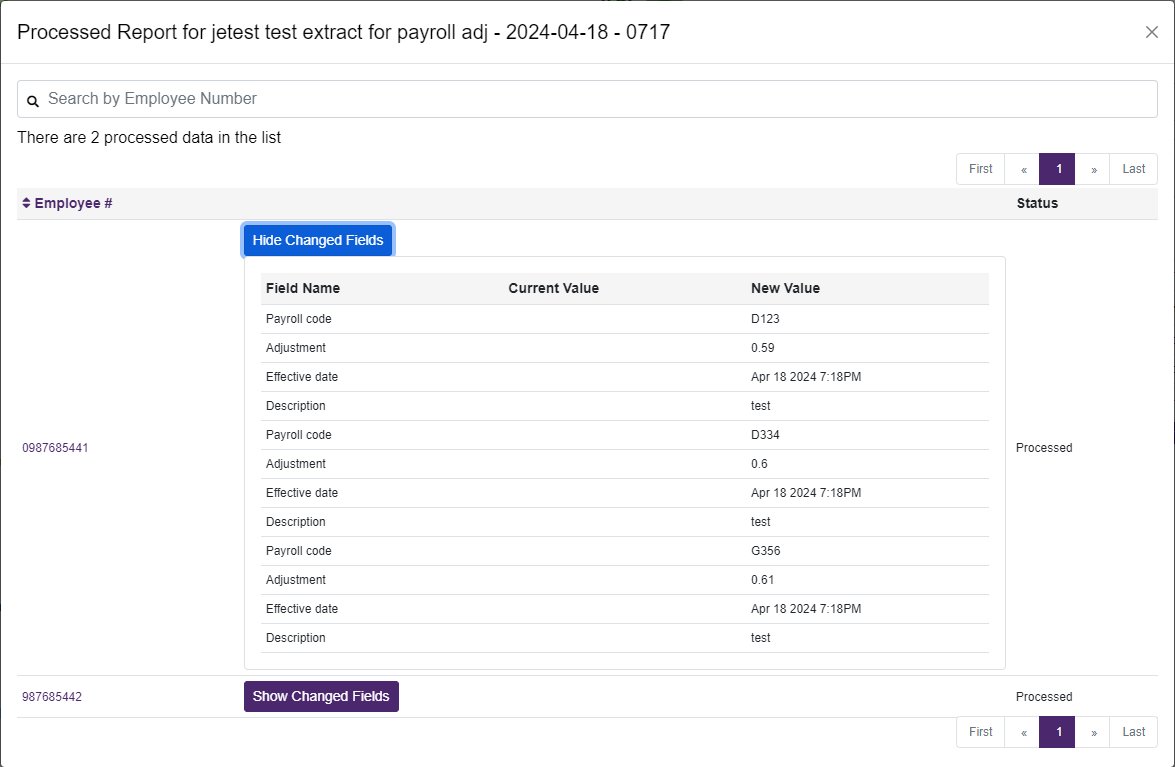 Processed Report for jetest test extract for payroll adj - 2024-04-18 - 0717
Search by Employee Number
There are 2 processed data in the list
First « 1 » Last
Employee # Status
Hide Changed Fields
Field Name Current Value New Value
Payroll code D123
Adjustment 0.59
Effective date Apr 18 2024 7:18PM
Description test
Payroll code D334
0987685441 Processed
Adjustment 0.6
Effective date Apr 18 2024 7:18PM
Description test
Payroll code G356
Adjustment 0.61
Effective date Apr 18 2024 7:18PM
Description test
987685442 Show Changed Fields Processed
First « 1 » Last